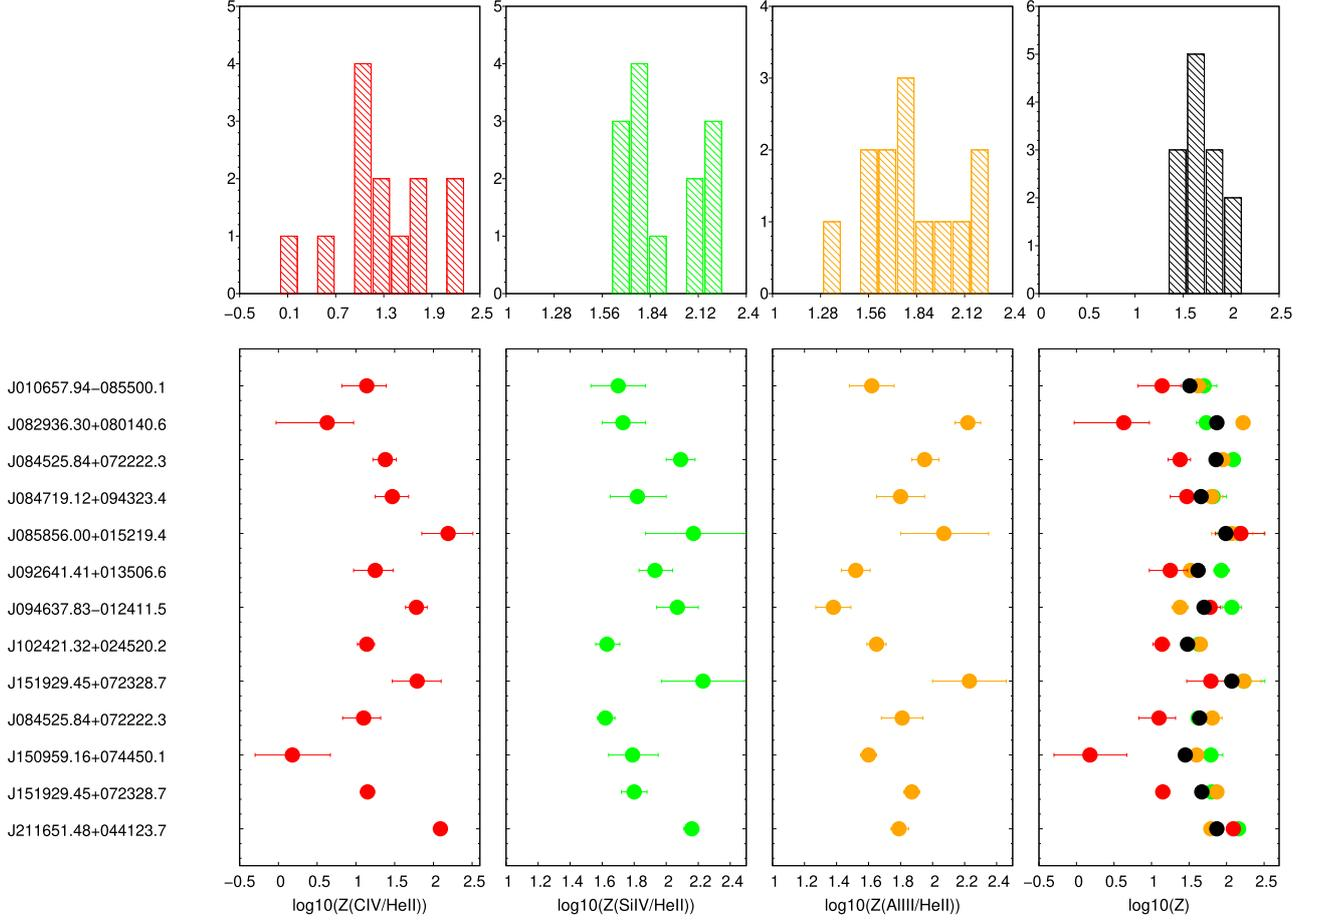 5 4 3 2 1 0
−0.5 0.1 0.7 1.3 1.9 2.5
5 4 3 2 1 0
1 1.28 1.56 1.84 2.12 2.4
4 3 2 1 0
1 1.28 1.56 1.84 2.12 2.4
6 5 4 3 2 1 0
0 0.5 1 1.5 2 2.5
J010657.94−085500.1
J082936.30+080140.6
J084525.84+072222.3
J084719.12+094323.4
J085856.00+015219.4
J092641.41+013506.6
J094637.83−012411.5
J102421.32+024520.2
J151929.45+072328.7
J084525.84+072222.3
J150959.16+074450.1
J151929.45+072328.7
J211651.48+044123.7
−0.5 0 0.5 1 1.5 2 2.5
log10(Z(CIV/HeII))
1 1.2 1.4 1.6 1.8 2 2.2 2.4
log10(Z(SiIV/HeII))
1 1.2 1.4 1.6 1.8 2 2.2 2.4
log10(Z(AlIII/HeII))
−0.5 0 0.5 1 1.5 2 2.5
log10(Z)